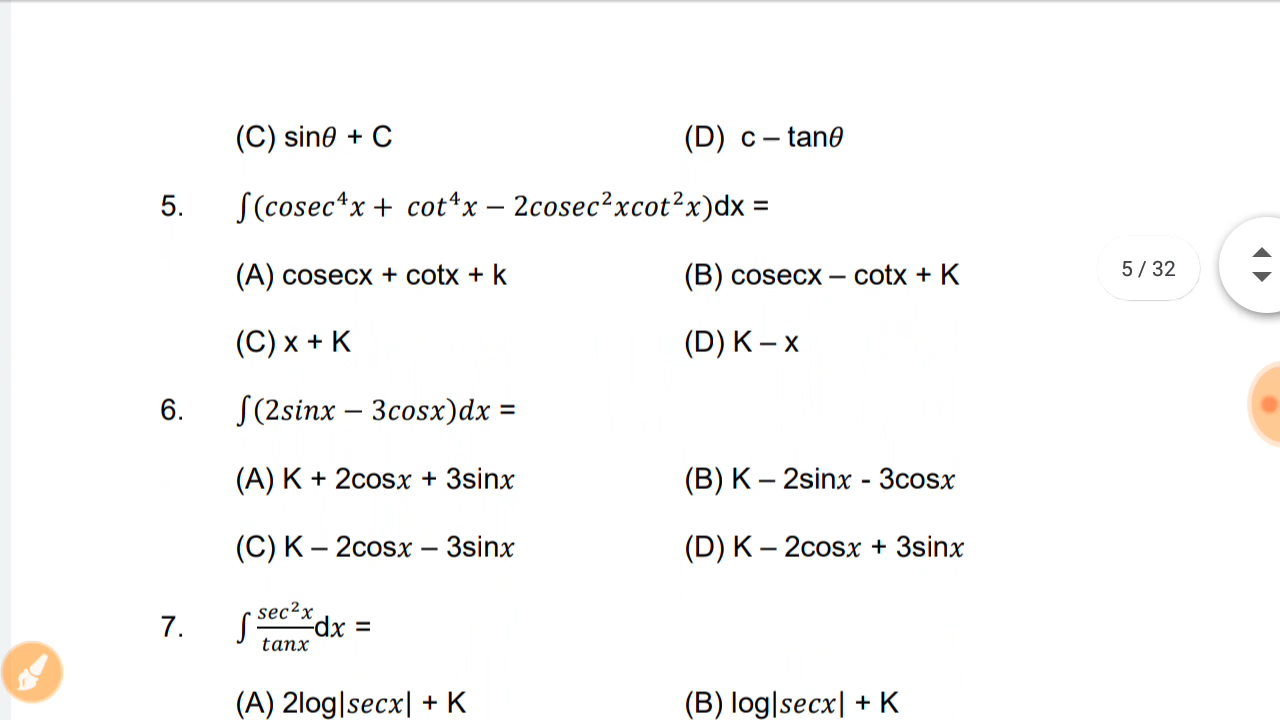 (C) sinθ + C (D) c – tanθ
5. ∫(cosec⁴x + cot⁴x – 2cosec²xcot²x)dx =
(A) cosecx + cotx + k (B) cosecx – cotx + K
(C) x + K (D) K – x
5 / 32
6. ∫(2sinx – 3cosx)dx =
(A) K + 2cosx + 3sinx (B) K – 2sinx - 3cosx
(C) K – 2cosx – 3sinx (D) K – 2cosx + 3sinx
7. ∫ sec²x/tanx dx =
(A) 2log|secx| + K (B) log|secx| + K